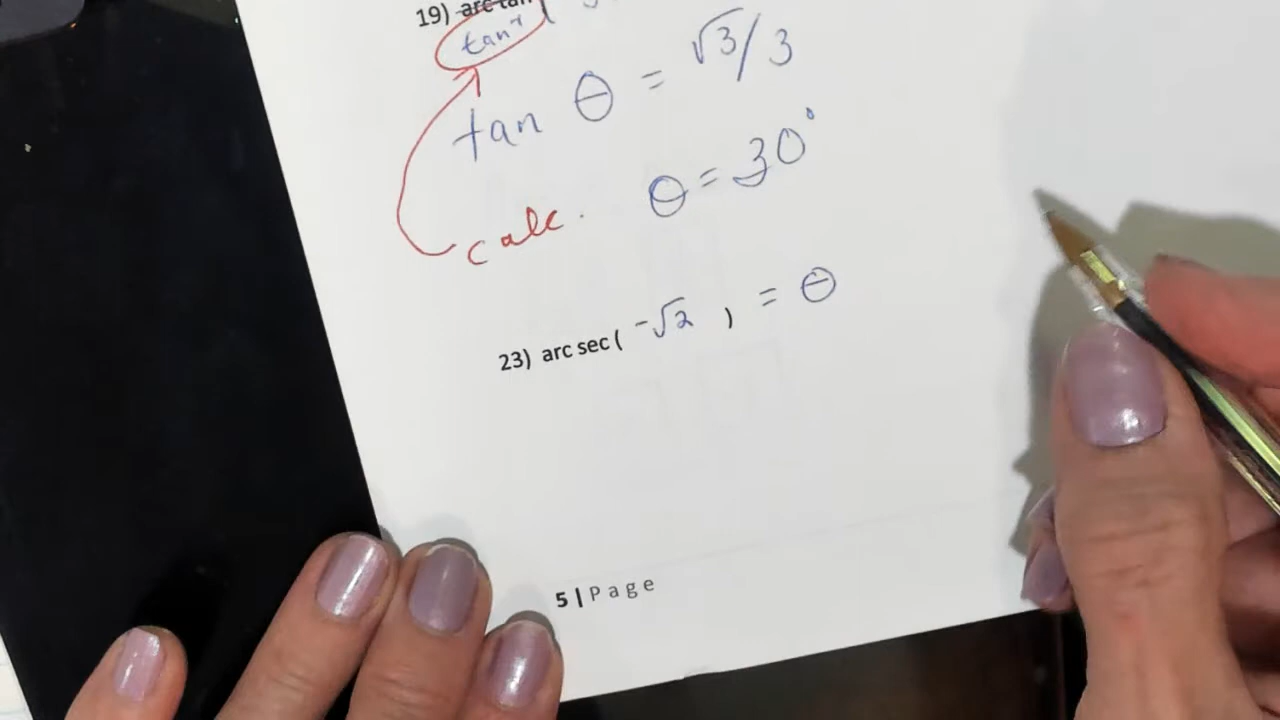 19) arc tan (
tan⁻¹
tan θ = √3/3
θ = 30°
calc.
23) arc sec( -√2 ) = θ
5 | Page